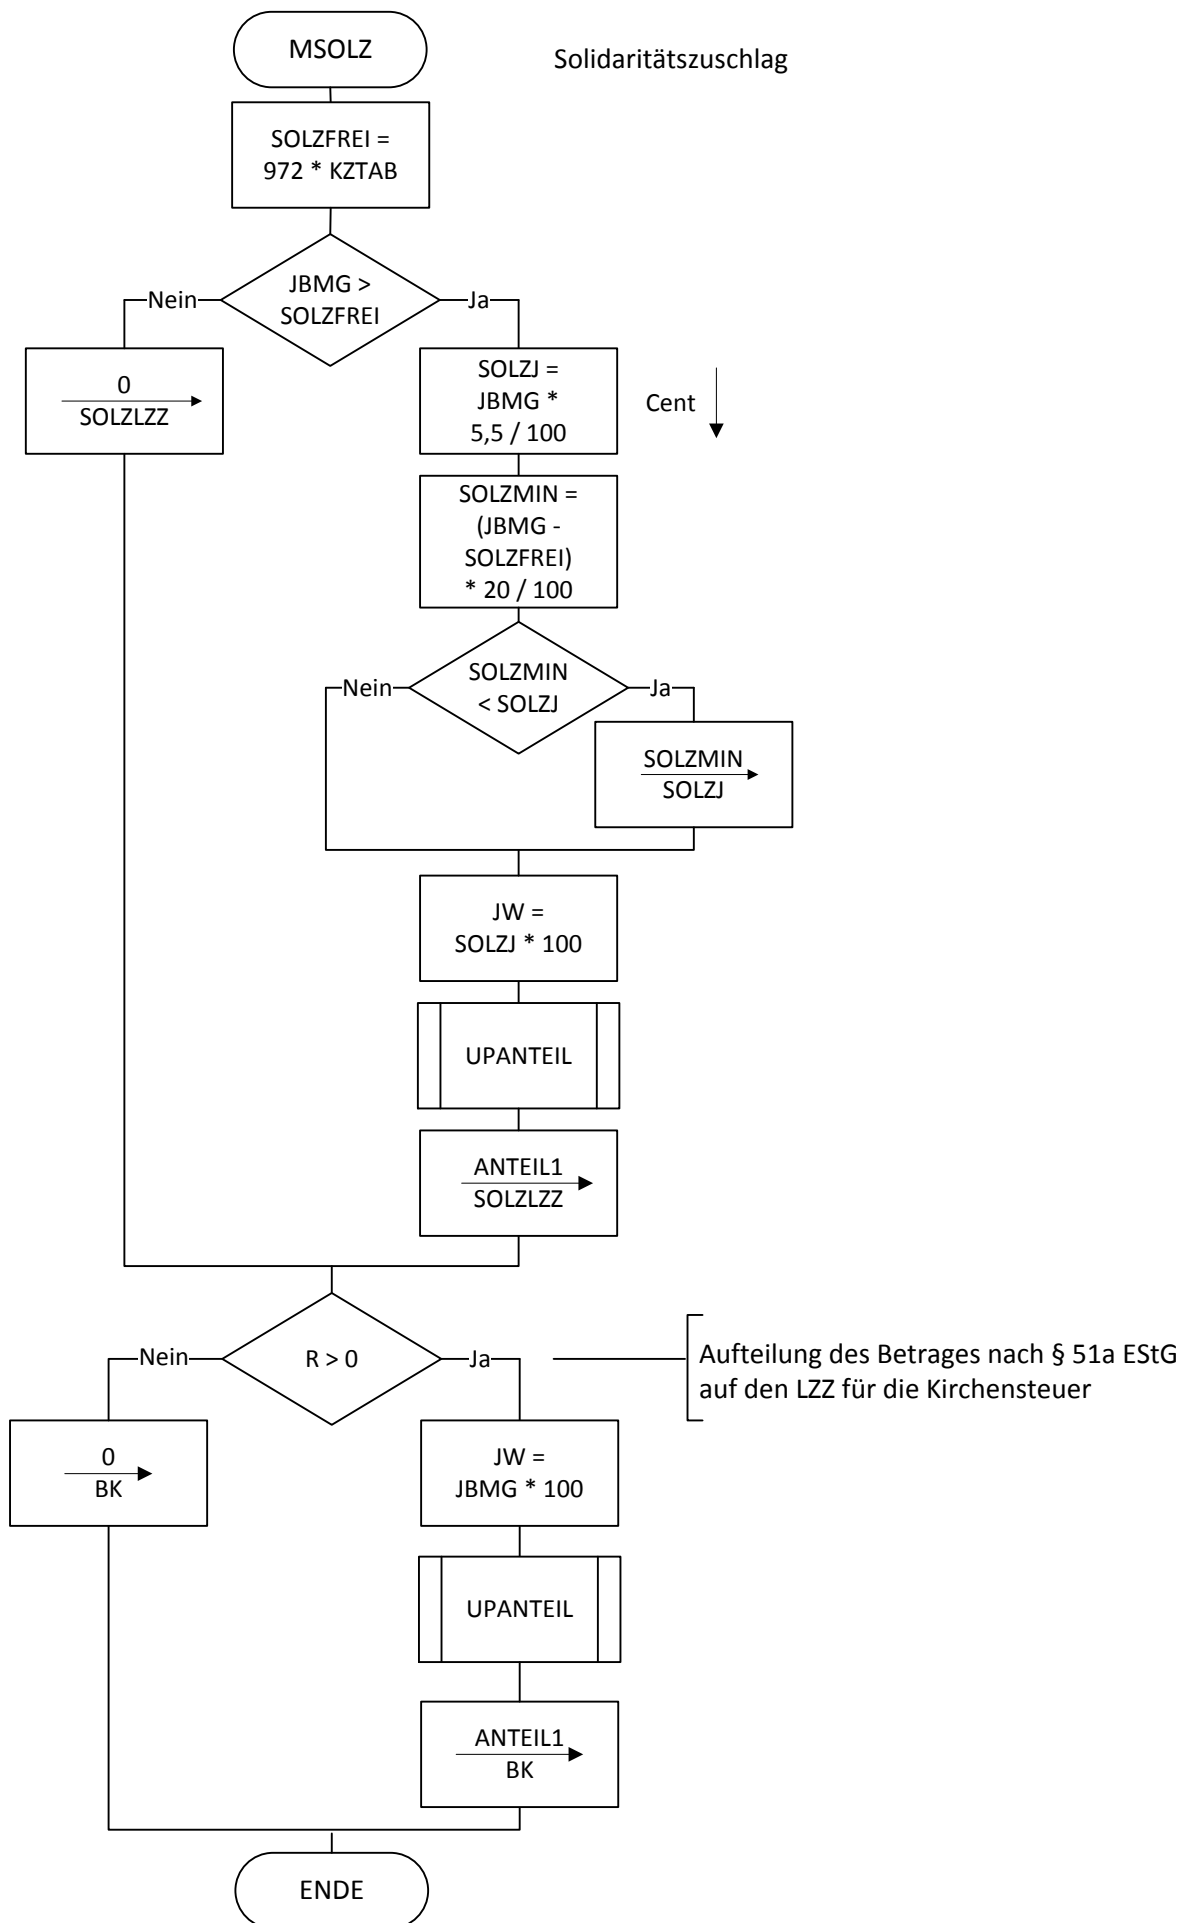 MSOLZ
Solidaritätszuschlag
SOLZFREI =
972 * KZTAB
JBMG >
SOLZFREI
Nein
Ja
0
SOLZLZZ
SOLZJ =
JBMG *
5,5 / 100
Cent
SOLZMIN =
(JBMG -
SOLZFREI)
* 20 / 100
SOLZMIN
< SOLZJ
Nein
Ja
SOLZMIN
SOLZJ
JW =
SOLZJ * 100
UPANTEIL
ANTEIL1
SOLZLZZ
R > 0
Nein
Ja
Aufteilung des Betrages nach § 51a EStG
auf den LZZ für die Kirchensteuer
0
BK
JW =
JBMG * 100
UPANTEIL
ANTEIL1
BK
ENDE